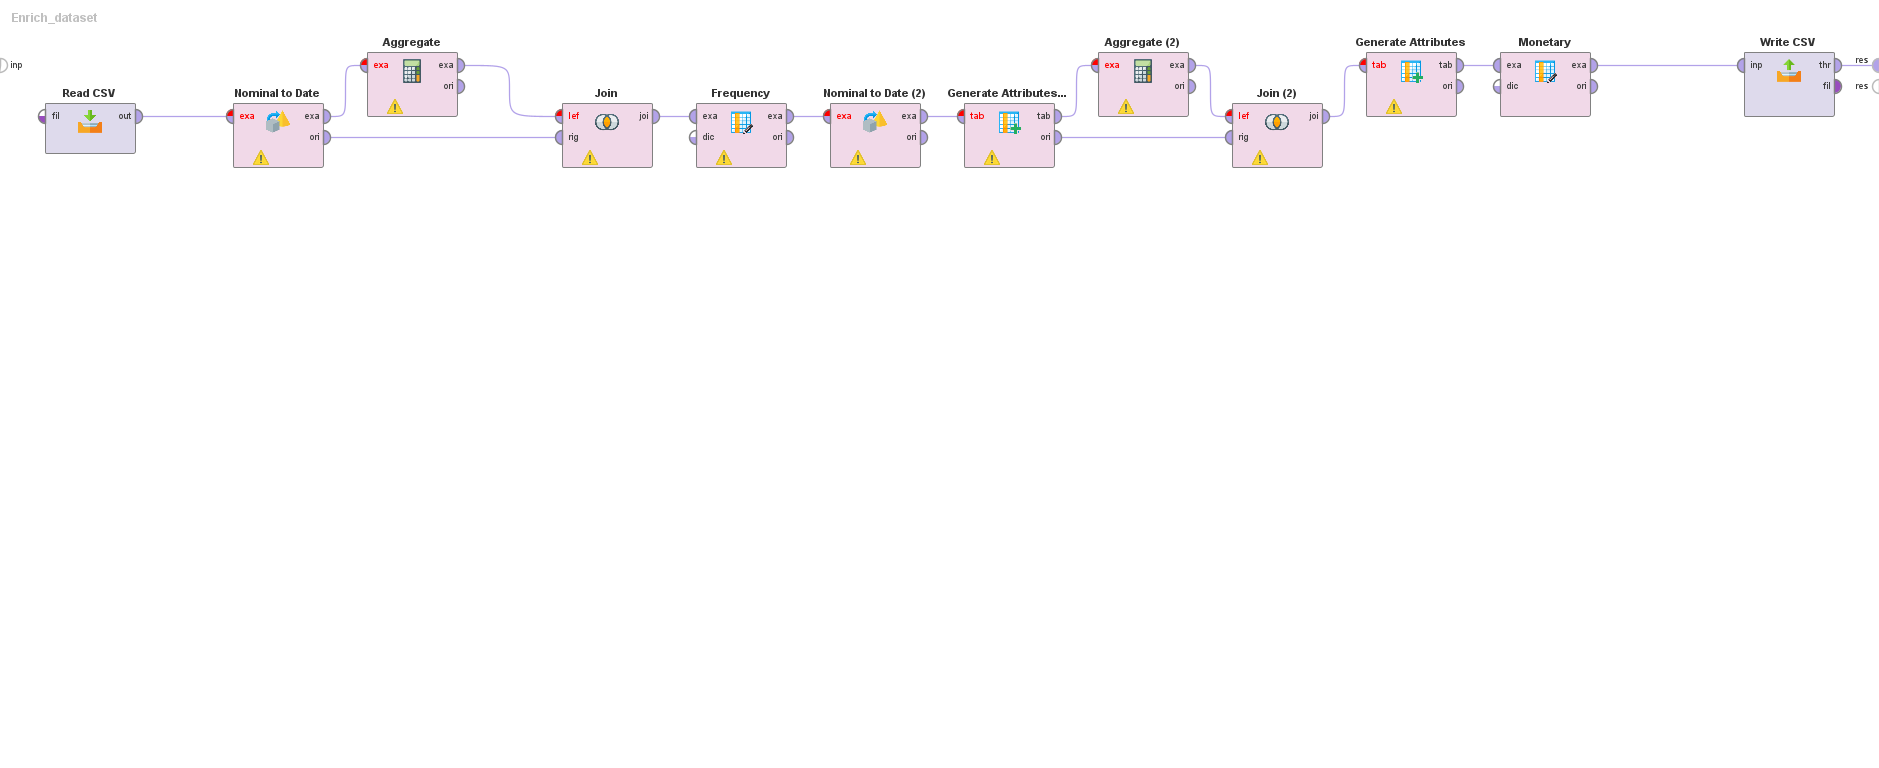 Enrich_dataset
inp
Read CSV
fil out
Nominal to Date
exa exa
ori
Aggregate
exa exa
ori
Join
lef joi
rig
Frequency
exa exa
dic ori
Nominal to Date (2)
exa exa
ori
Generate Attributes...
tab tab
ori
Aggregate (2)
exa exa
ori
Join (2)
lef joi
rig
Generate Attributes
tab tab
ori
Monetary
exa exa
dic ori
Write CSV
inp thr
fil
res
res